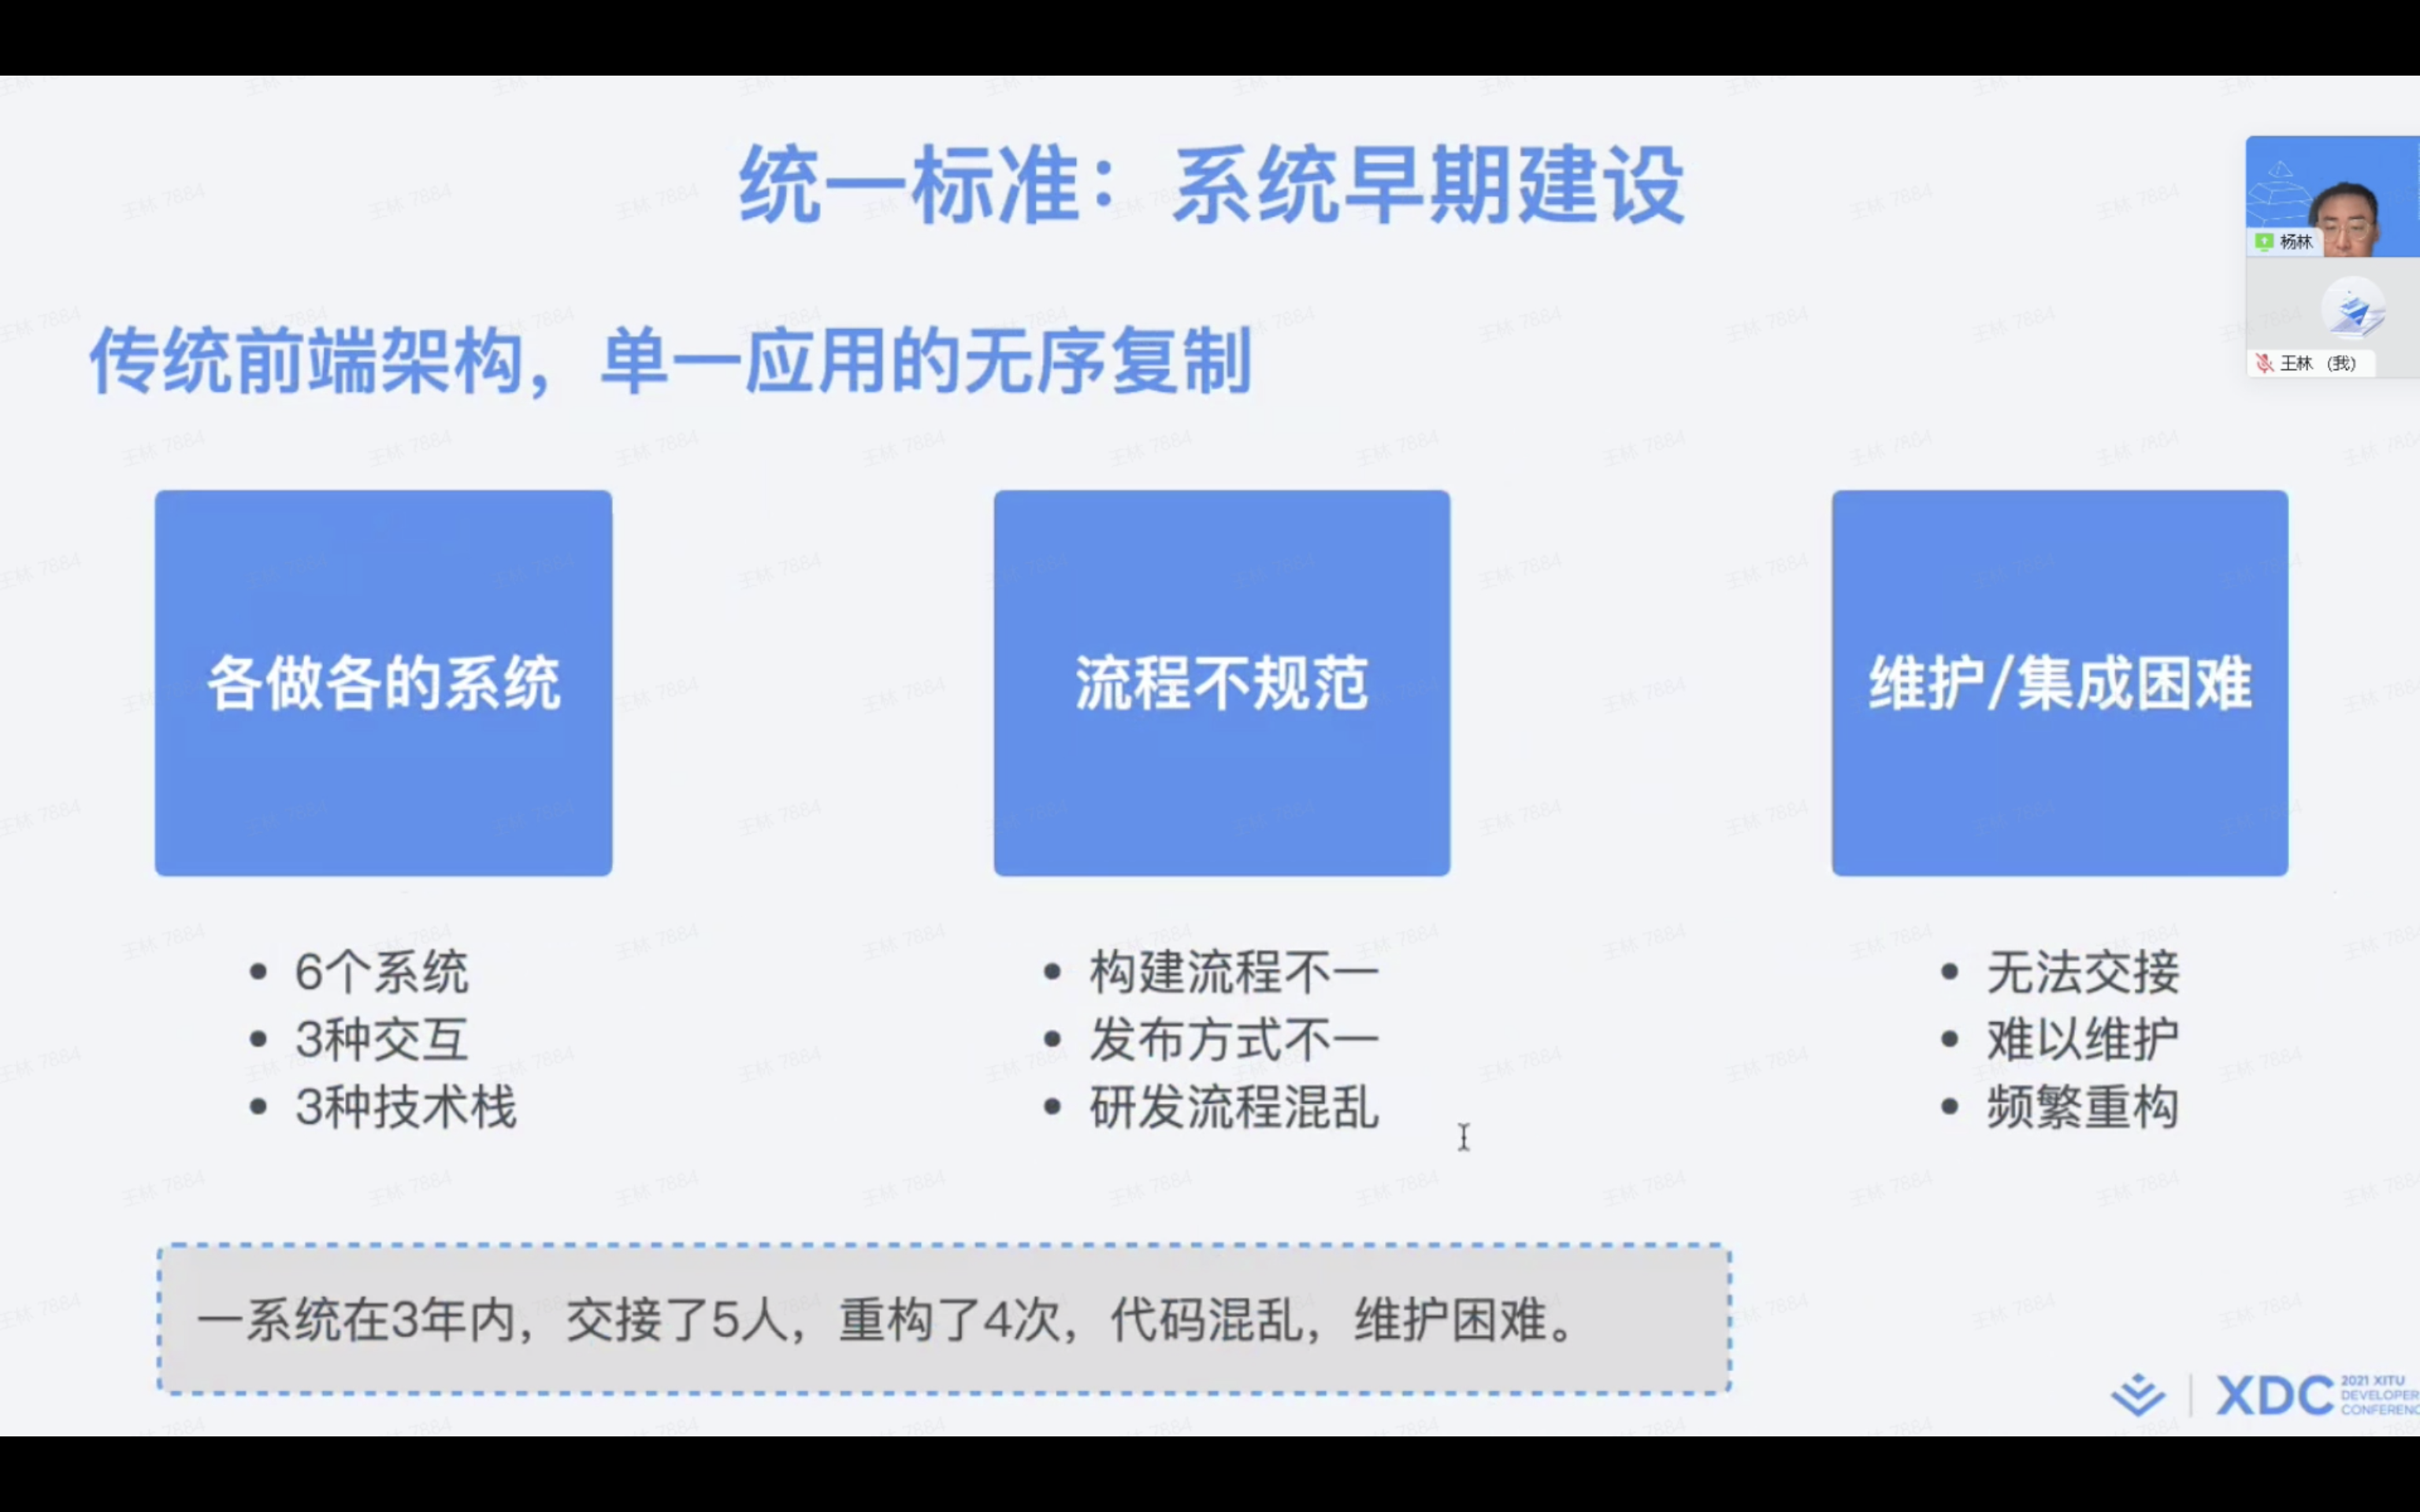 统一标准：系统早期建设
杨林
王林 （我）
传统前端架构，单一应用的无序复制
各做各的系统
流程不规范
维护/集成困难
• 6个系统
• 3种交互
• 3种技术栈
• 构建流程不一
• 发布方式不一
• 研发流程混乱
• 无法交接
• 难以维护
• 频繁重构
一系统在3年内，交接了5人，重构了4次，代码混乱，维护困难。
XDC
2021 XITU
DEVELOPER
CONFERENC
王林 7884